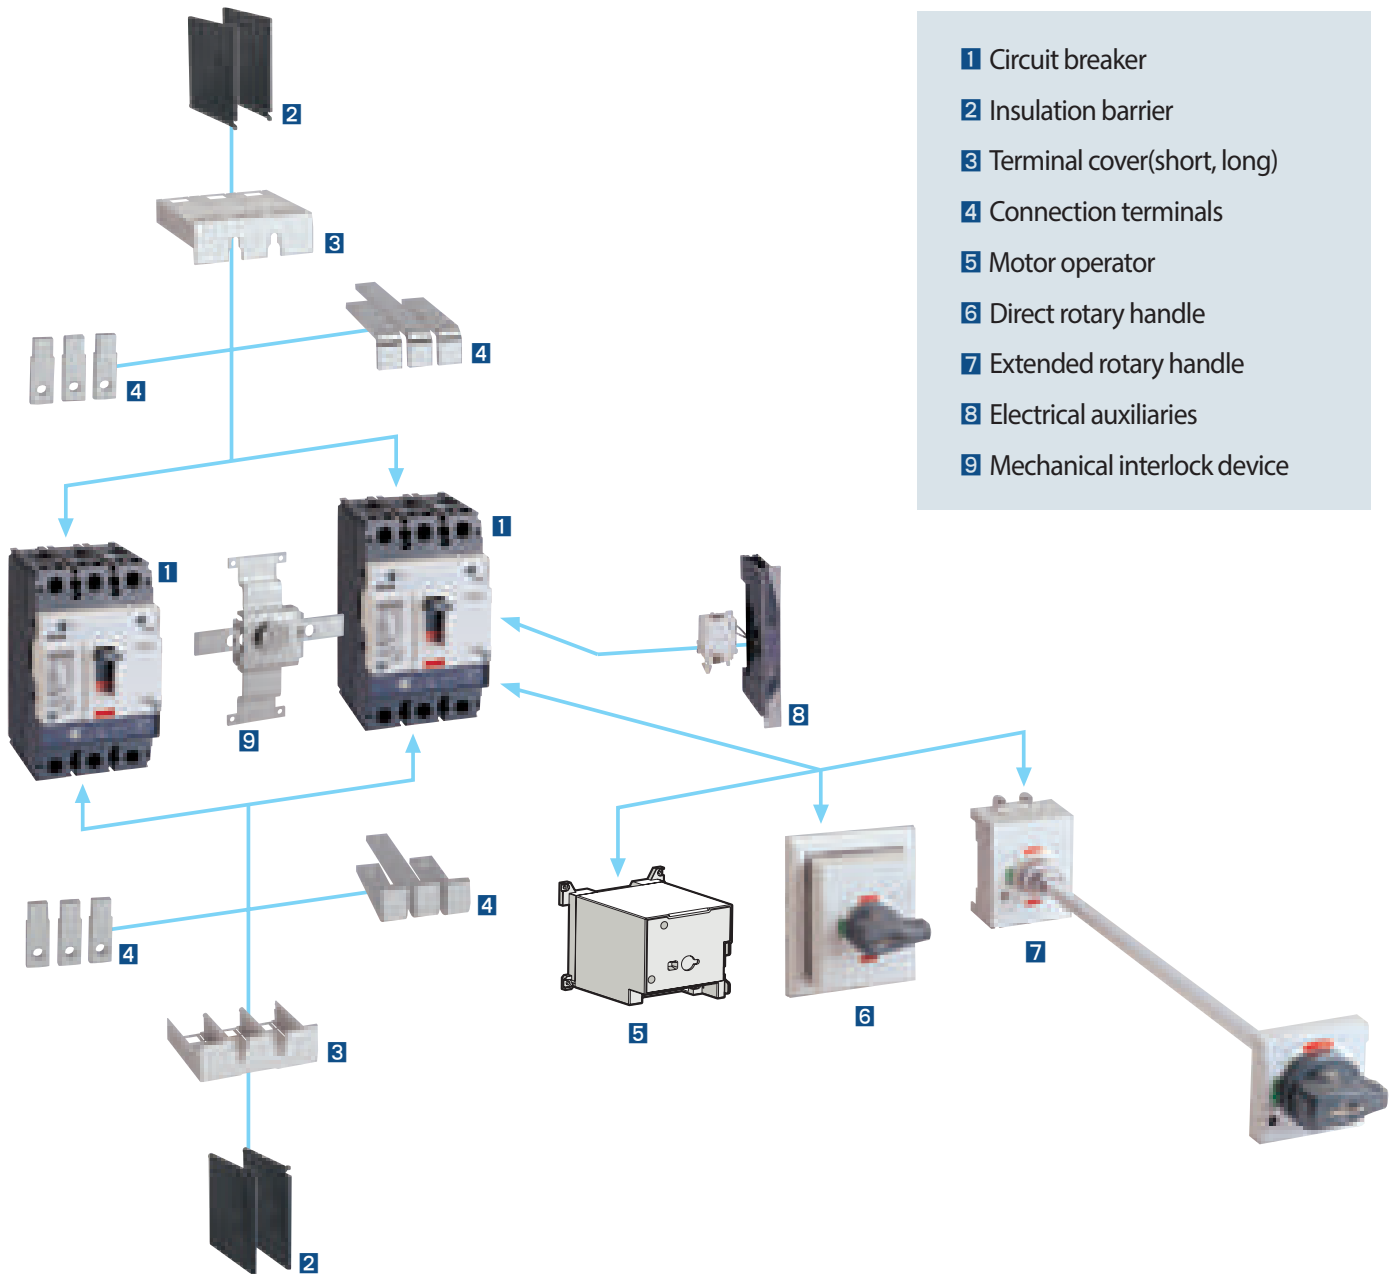 1 Circuit breaker
2 Insulation barrier
3 Terminal cover(short, long)
4 Connection terminals
5 Motor operator
6 Direct rotary handle
7 Extended rotary handle
8 Electrical auxiliaries
9 Mechanical interlock device
2
3
4
4
1
1
9
8
4
4
5
6
7
3
2